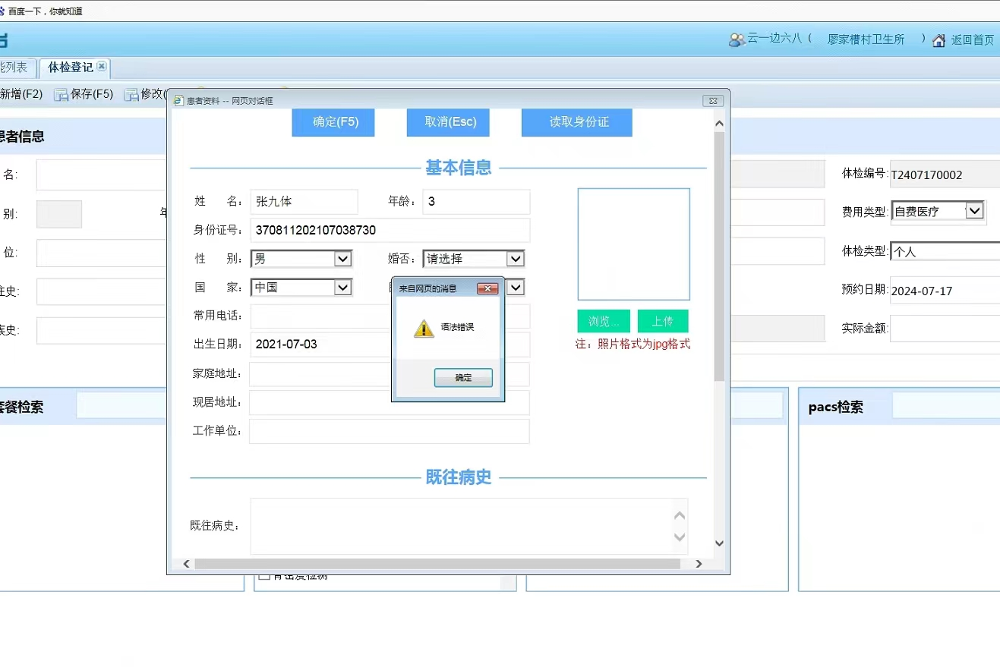 百度一下，你就知道
云一边六八（ 廖家槽村卫生所 ） 返回首页
能列表 体检登记
新增(F2) 保存(F5) 修改(
患者资料 -- 网页对话框
确定(F5) 取消(Esc) 读取身份证
患者信息
基本信息
名：
体检编号: T2407170002
姓 名： 张九体 年龄： 3
别: 年
费用类型: 自费医疗
身份证号： 370811202107038730
位:
体检类型: 个人
性 别： 男 婚否： 请选择
国 家： 中国
来自网页的消息
语法错误
确定
史:
预约日期: 2024-07-17
常用电话：
浏览... 上传
史:
实际金额:
出生日期： 2021-07-03
注：照片格式为jpg格式
家庭地址：
现居地址：
套餐检索
pacs检索
工作单位：
既往病史
既往病史：